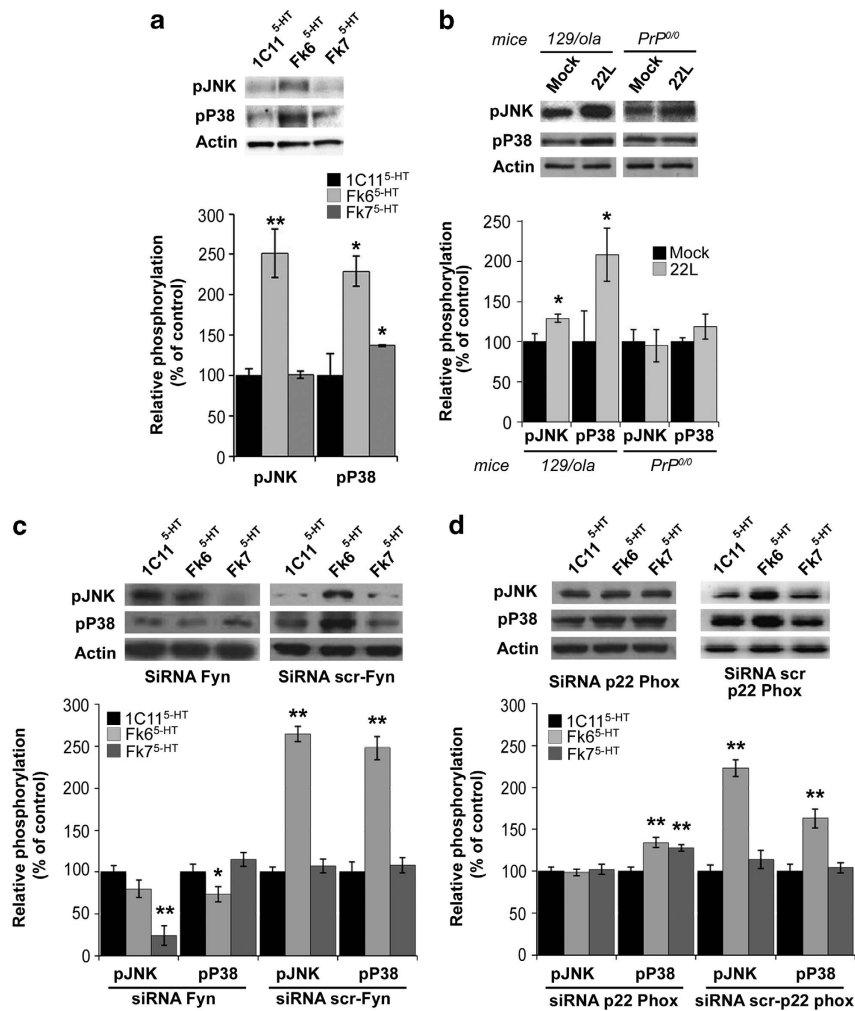 a
1C11 5-HT Fk6 5-HT Fk7 5-HT
pJNK
pP38
Actin
1C11 5-HT
Fk6 5-HT
Fk7 5-HT
Relative phosphorylation
(% of control)
300
250
200
150
100
50
0
**
*
*
pJNK pP38
b
mice 129/ola PrP0/0
Mock 22L Mock 22L
pJNK
pP38
Actin
Mock
22L
Relative phosphorylation
(% of control)
250
200
150
100
50
0
*
*
pJNK pP38 pJNK pP38
mice 129/ola PrP0/0
c
1C11 5-HT Fk6 5-HT Fk7 5-HT 1C11 5-HT Fk6 5-HT Fk7 5-HT
pJNK
pP38
Actin
SiRNA Fyn SiRNA scr-Fyn
1C11 5-HT
Fk6 5-HT
Fk7 5-HT
Relative phosphorylation
(% of control)
300
250
200
150
100
50
0
**
*
**
**
pJNK pP38 pJNK pP38
siRNA Fyn siRNA scr-Fyn
d
1C11 5-HT Fk6 5-HT Fk7 5-HT 1C11 5-HT Fk6 5-HT Fk7 5-HT
pJNK
pP38
Actin
SiRNA p22 Phox SiRNA scr
p22 Phox
1C11 5-HT
Fk6 5-HT
Fk7 5-HT
Relative phosphorylation
(% of control)
300
250
200
150
100
50
0
** **
**
**
pJNK pP38 pJNK pP38
siRNA p22 Phox siRNA scr-p22 phox